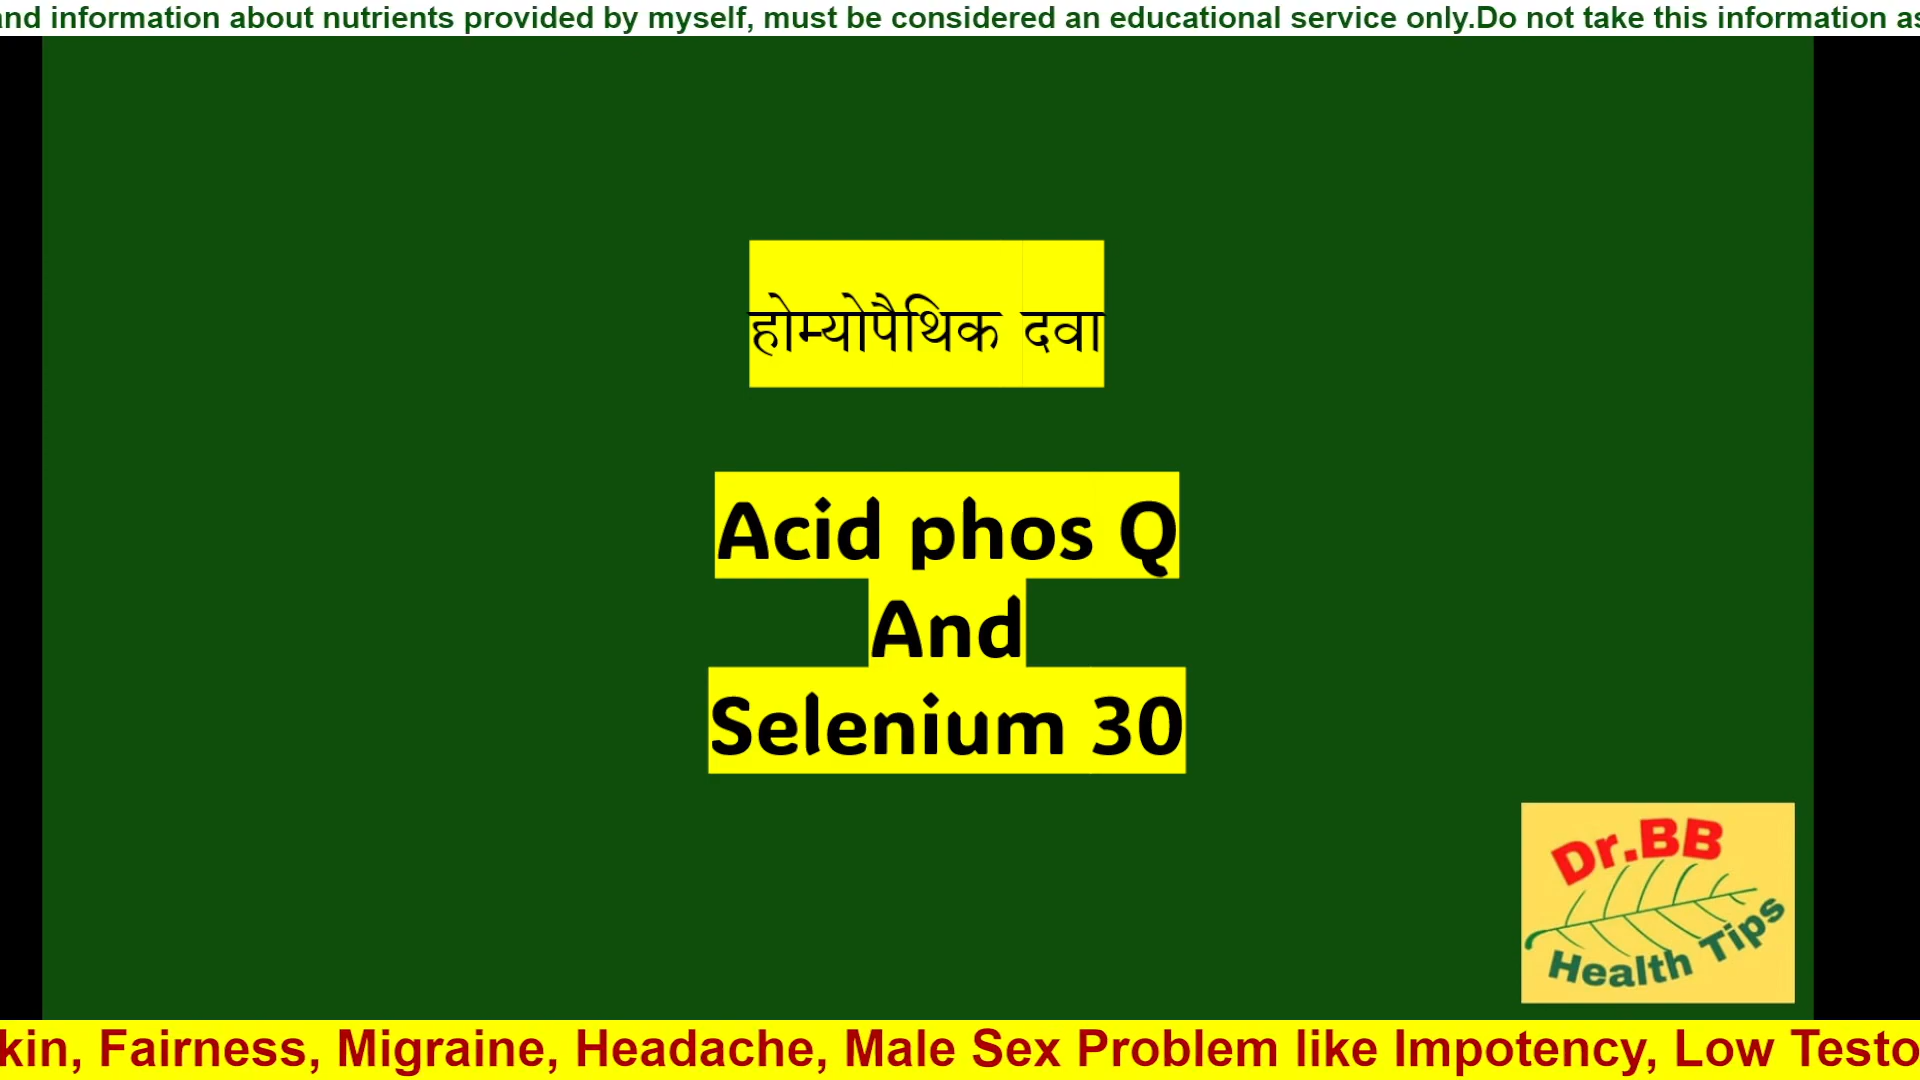 nd information about nutrients provided by myself, must be considered an educational service only.Do not take this information as
होम्योपैथिक दवा
Acid phos Q
And
Selenium 30
Dr.BB
Health Tips
kin, Fairness, Migraine, Headache, Male Sex Problem like Impotency, Low Testo